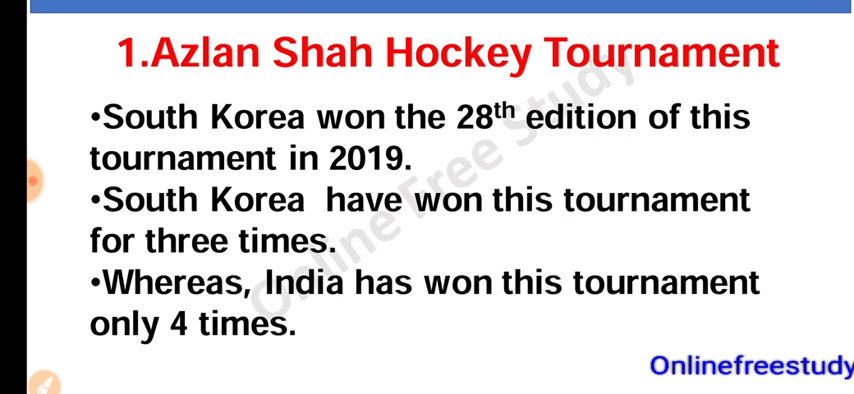 1.Azlan Shah Hockey Tournament
•South Korea won the 28th edition of this
tournament in 2019.
•South Korea  have won this tournament
for three times.
•Whereas, India has won this tournament
only 4 times.
Online Free Study
Onlinefreestudy